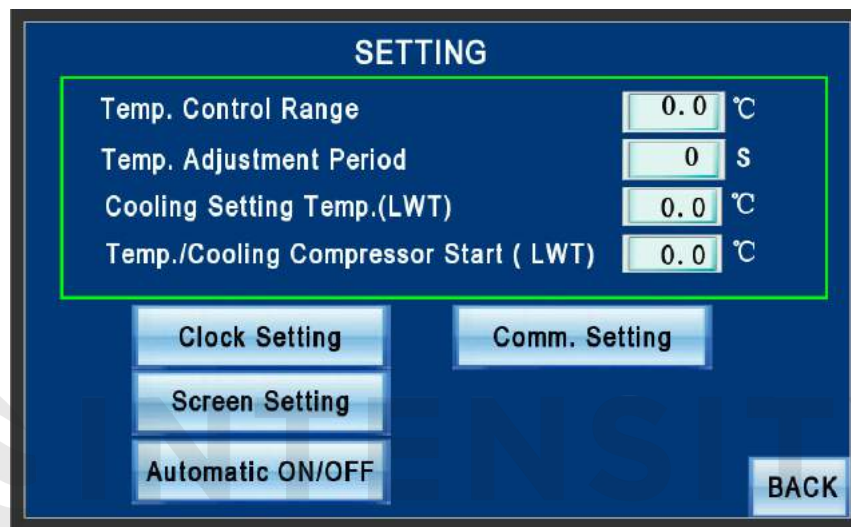 SETTING
Temp. Control Range 0.0 ℃
Temp. Adjustment Period 0 S
Cooling Setting Temp.(LWT) 0.0 ℃
Temp./Cooling Compressor Start ( LWT) 0.0 ℃
Clock Setting Comm. Setting
Screen Setting
Automatic ON/OFF
BACK